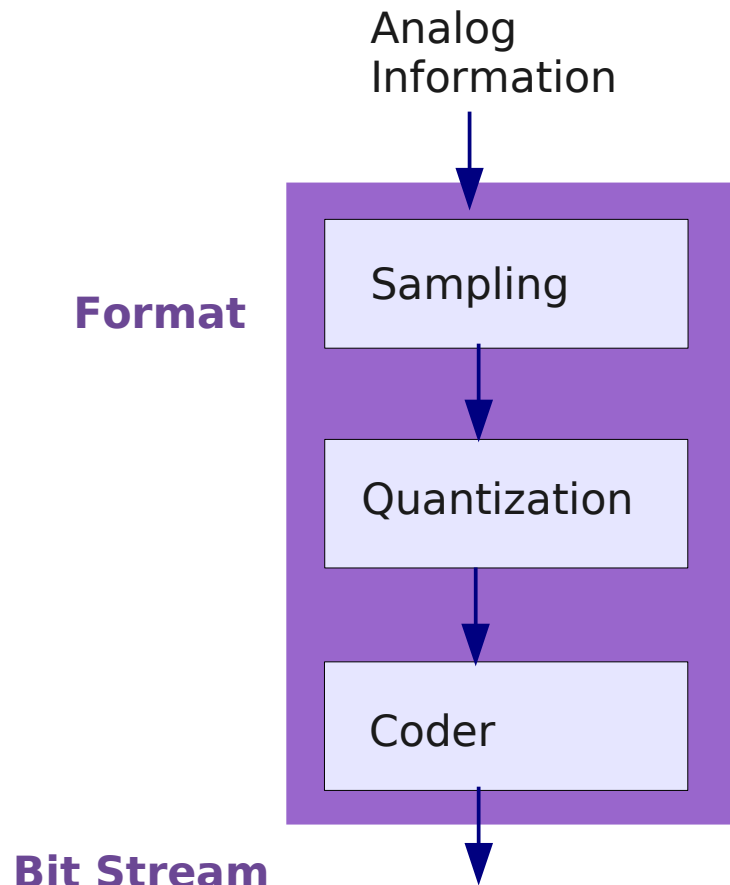 Analog
Information
Sampling
Format
Quantization
Coder
Bit Stream